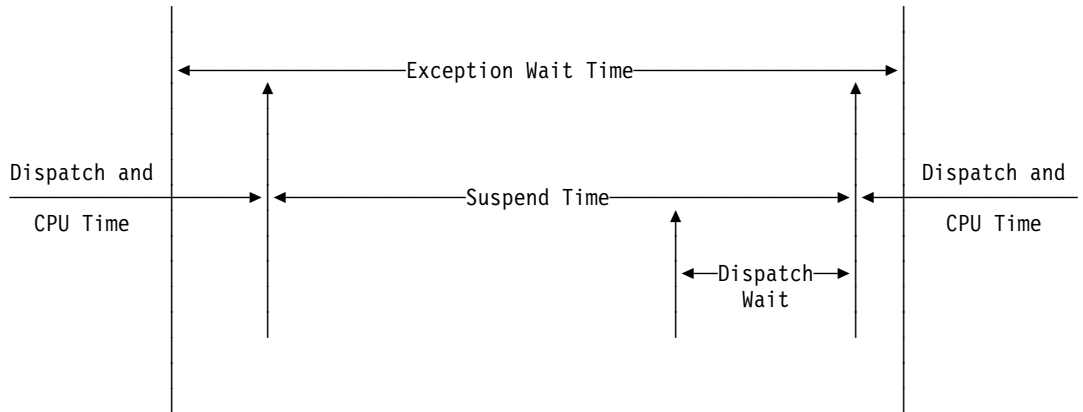 Exception Wait Time
Dispatch and
CPU Time
Suspend Time
Dispatch and
CPU Time
Dispatch
Wait